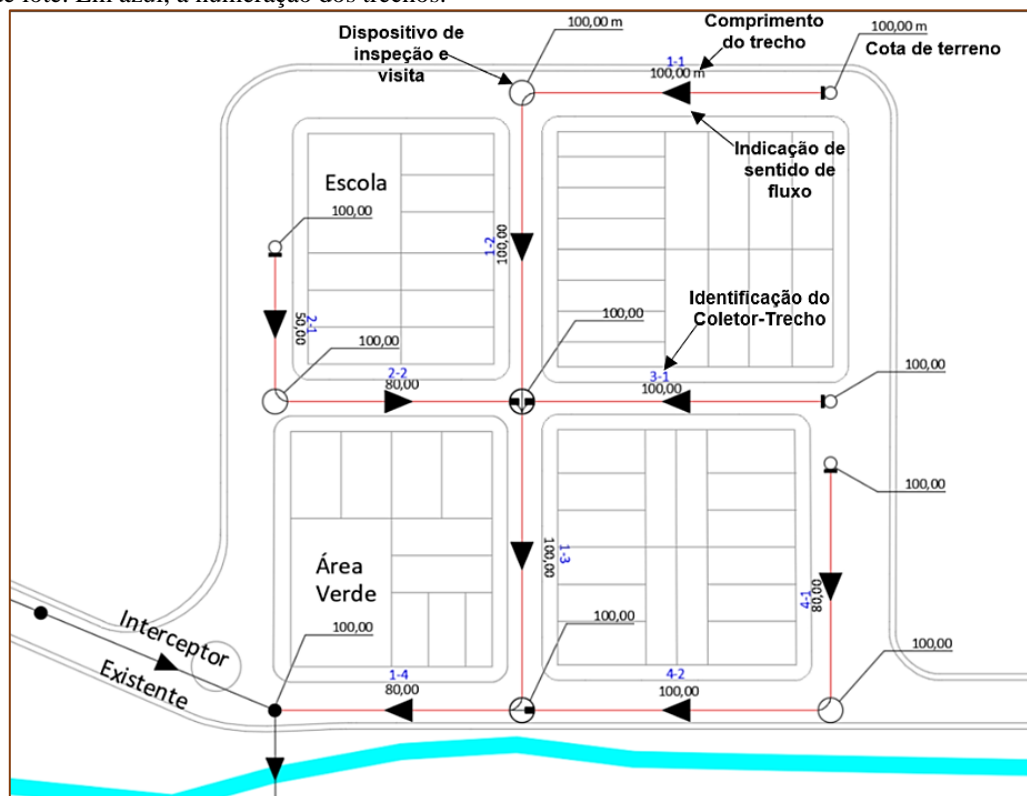 este lote. Em azul, a numeração dos trechos.
Dispositivo de
inspeção e
visita
100,00 m
Comprimento
do trecho
1-1
100,00 m
100,00 m
Cota de terreno
Indicação de
sentido de
fluxo
Escola
100,00
1-2
100,00
Identificação do
Coletor-Trecho
100,00
2-1
50,00
100,00
2-2
80,00
3-1
100,00
100,00
100,00
Área
Verde
1-3
100,00
4-1
80,00
Interceptor
Existente
100,00
100,00
100,00
1-4
80,00
4-2
100,00